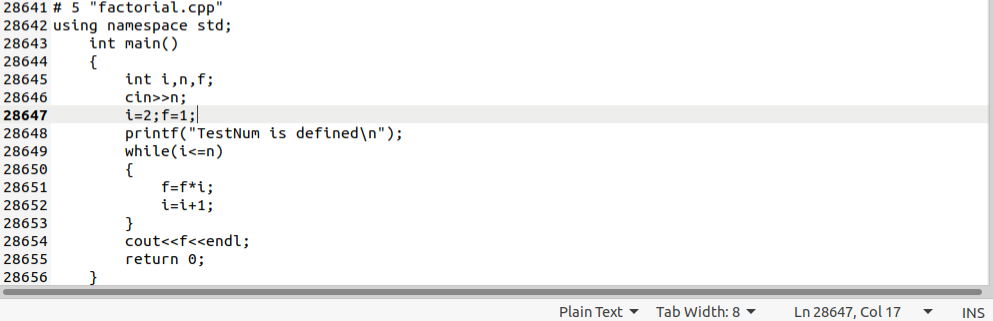 28641 # 5 "factorial.cpp"
28642 using namespace std;
28643     int main()
28644     {
28645         int i,n,f;
28646         cin>>n;
28647         i=2;f=1;
28648         printf("TestNum is defined\n");
28649         while(i<=n)
28650         {
28651             f=f*i;
28652             i=i+1;
28653         }
28654         cout<<f<<endl;
28655         return 0;
28656     }
Plain Text Tab Width: 8 Ln 28647, Col 17 INS